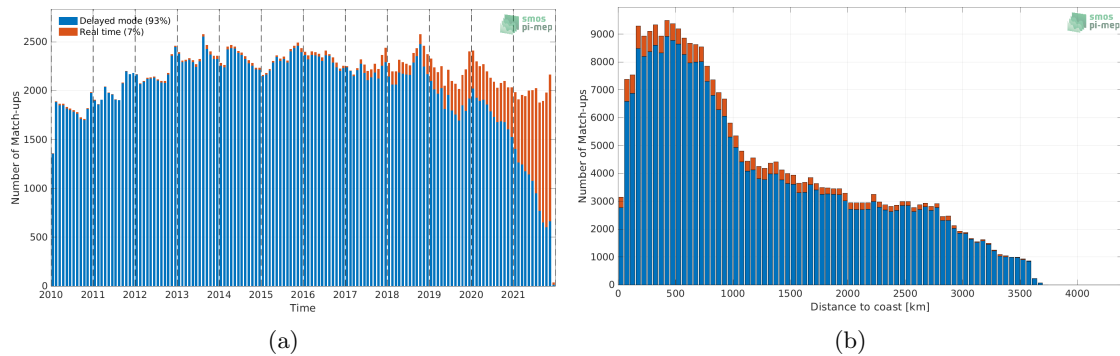 Delayed mode (93%)
Real time (7%)
smos
pi-mep
Number of Match-ups
2500
2000
1500
1000
500
0
2010 2011 2012 2013 2014 2015 2016 2017 2018 2019 2020 2021
Time
(a)
smos
pi-mep
Number of Match-ups
9000
8000
7000
6000
5000
4000
3000
2000
1000
0
0 500 1000 1500 2000 2500 3000 3500 4000
Distance to coast [km]
(b)